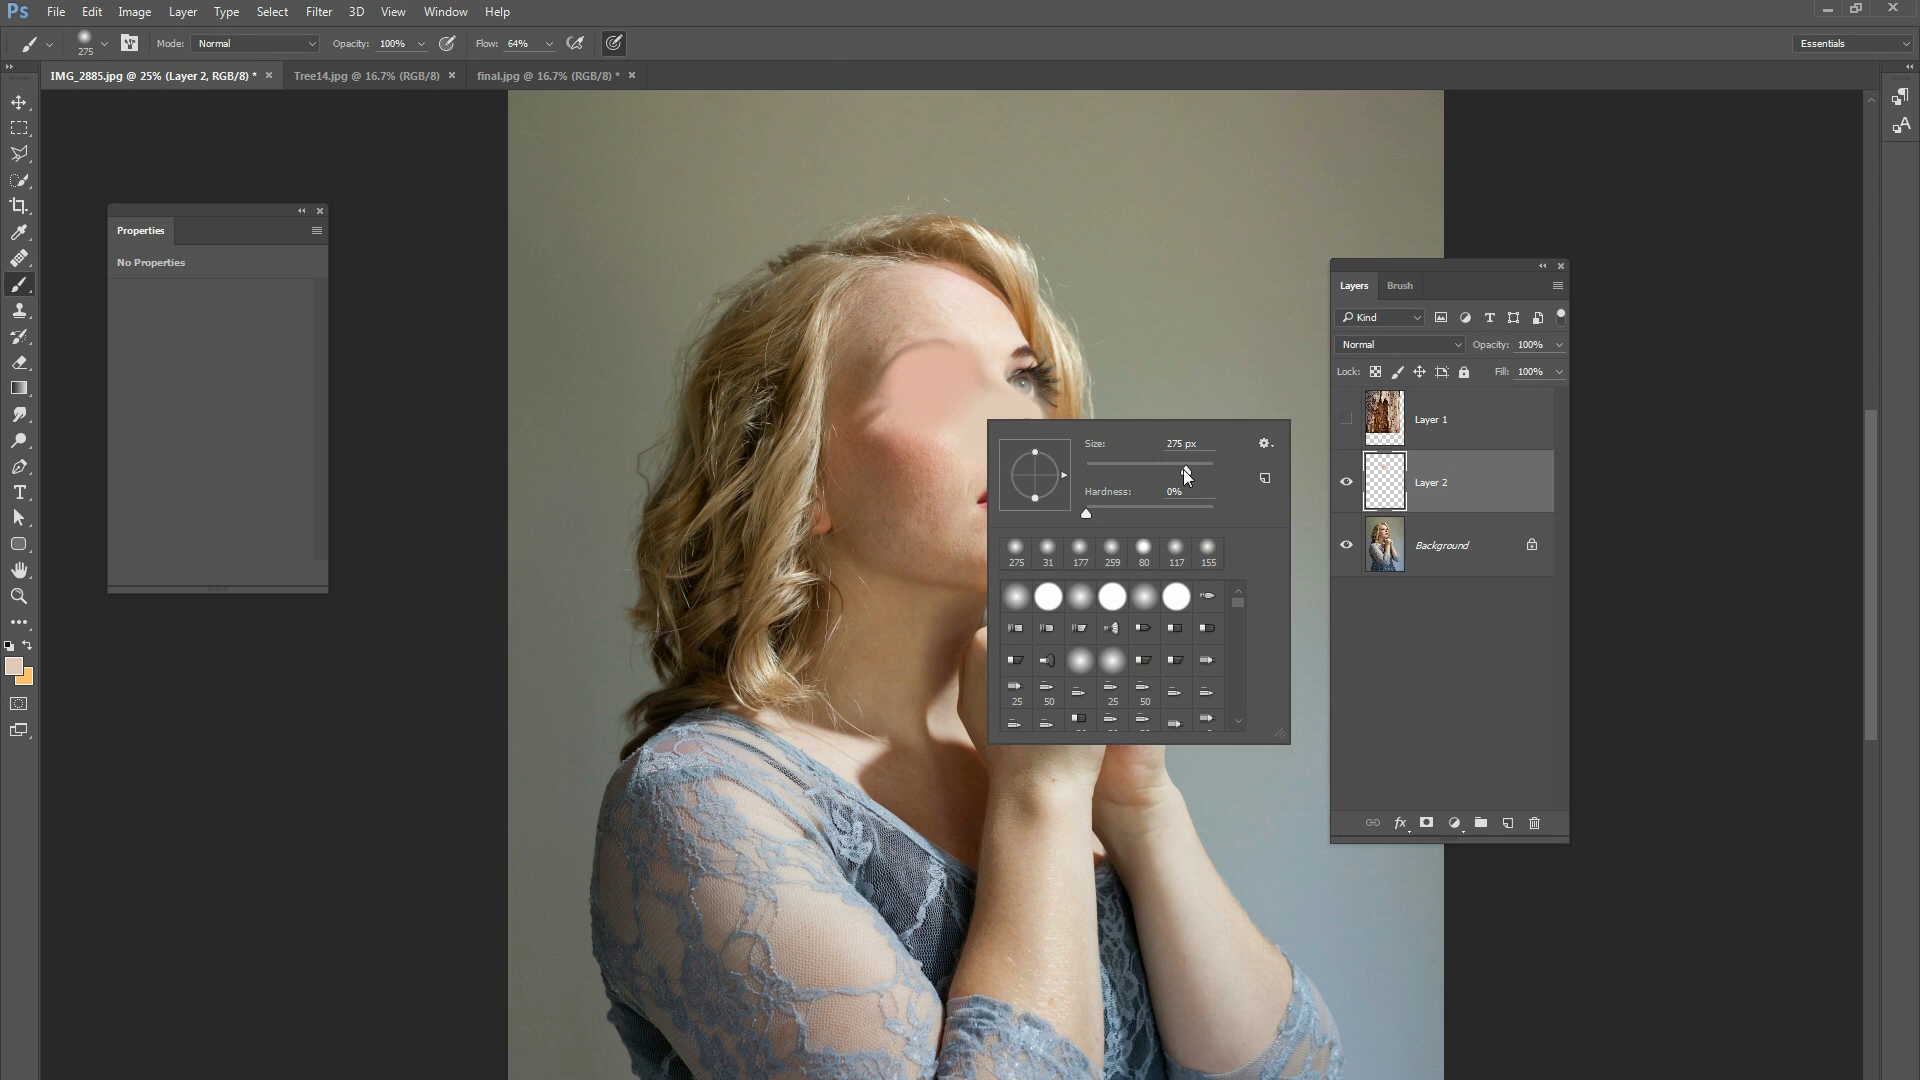 Ps File Edit Image Layer Type Select Filter 3D View Window Help
275 Mode: Normal Opacity: 100% Flow: 64% Essentials
IMG_2885.jpg @ 25% (Layer 2, RGB/8) * × Tree14.jpg @ 16.7% (RGB/8) × final.jpg @ 16.7% (RGB/8) * ×
Properties
No Properties
Size: 275 px
Hardness: 0%
275 31 177 259 80 117 155
25 50 25 50
Layers Brush
Kind
Normal Opacity: 100%
Lock: Fill: 100%
Layer 1
Layer 2
Background
fx